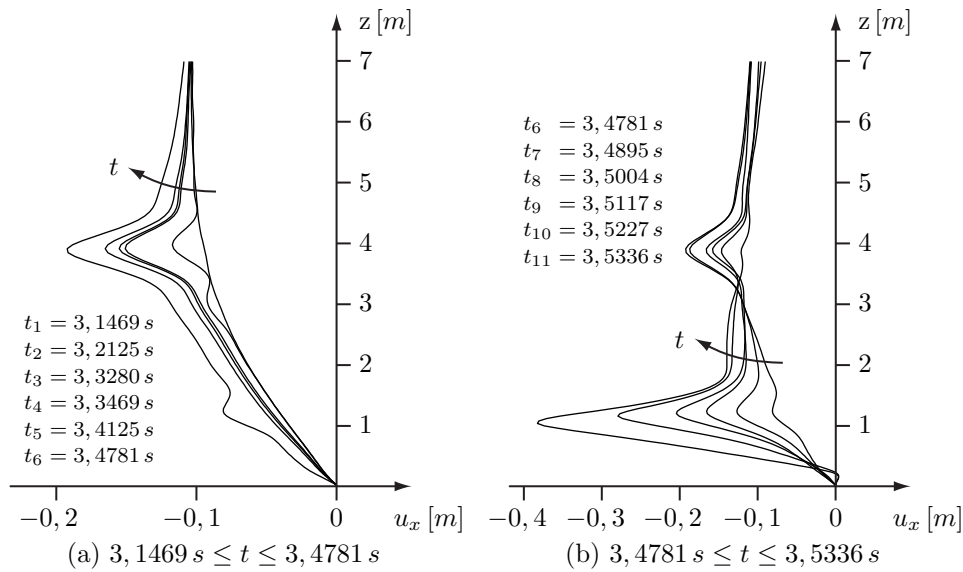 z [m]
7
6
5
4
3
2
1
t
t₁ = 3,1469 s
t₂ = 3,2125 s
t₃ = 3,3280 s
t₄ = 3,3469 s
t₅ = 3,4125 s
t₆ = 3,4781 s
−0,2 −0,1 0 uₓ [m]
(a) 3,1469 s ≤ t ≤ 3,4781 s
z [m]
7
6
5
4
3
2
1
t₆ = 3,4781 s
t₇ = 3,4895 s
t₈ = 3,5004 s
t₉ = 3,5117 s
t₁₀ = 3,5227 s
t₁₁ = 3,5336 s
t
−0,4 −0,3 −0,2 −0,1 0 uₓ [m]
(b) 3,4781 s ≤ t ≤ 3,5336 s